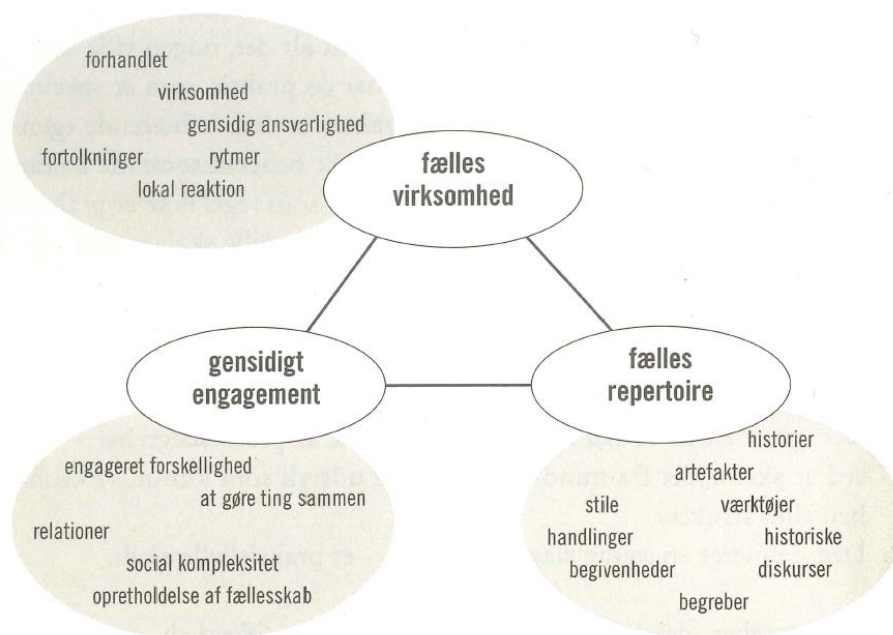 forhandlet
virksomhed
gensidig ansvarlighed
fortolkninger
rytmer
lokal reaktion
fælles
virksomhed
gensidigt
engagement
fælles
repertoire
engageret forskellighed
at gøre ting sammen
relationer
social kompleksitet
opretholdelse af fællesskab
historier
artefakter
stile
værktøjer
handlinger
historiske
begivenheder
diskurser
begreber